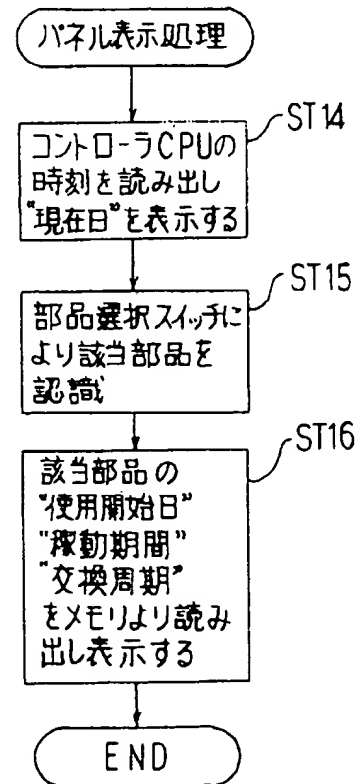 パネル表示処理
ST14
コントローラCPUの
時刻を読み出し
"現在日"を表示する
ST15
部品選択スイッチに
より該当部品を
認識
ST16
該当部品の
"使用開始日"
"稼動期間"
"交換周期"
をメモリより読み
出し表示する
END